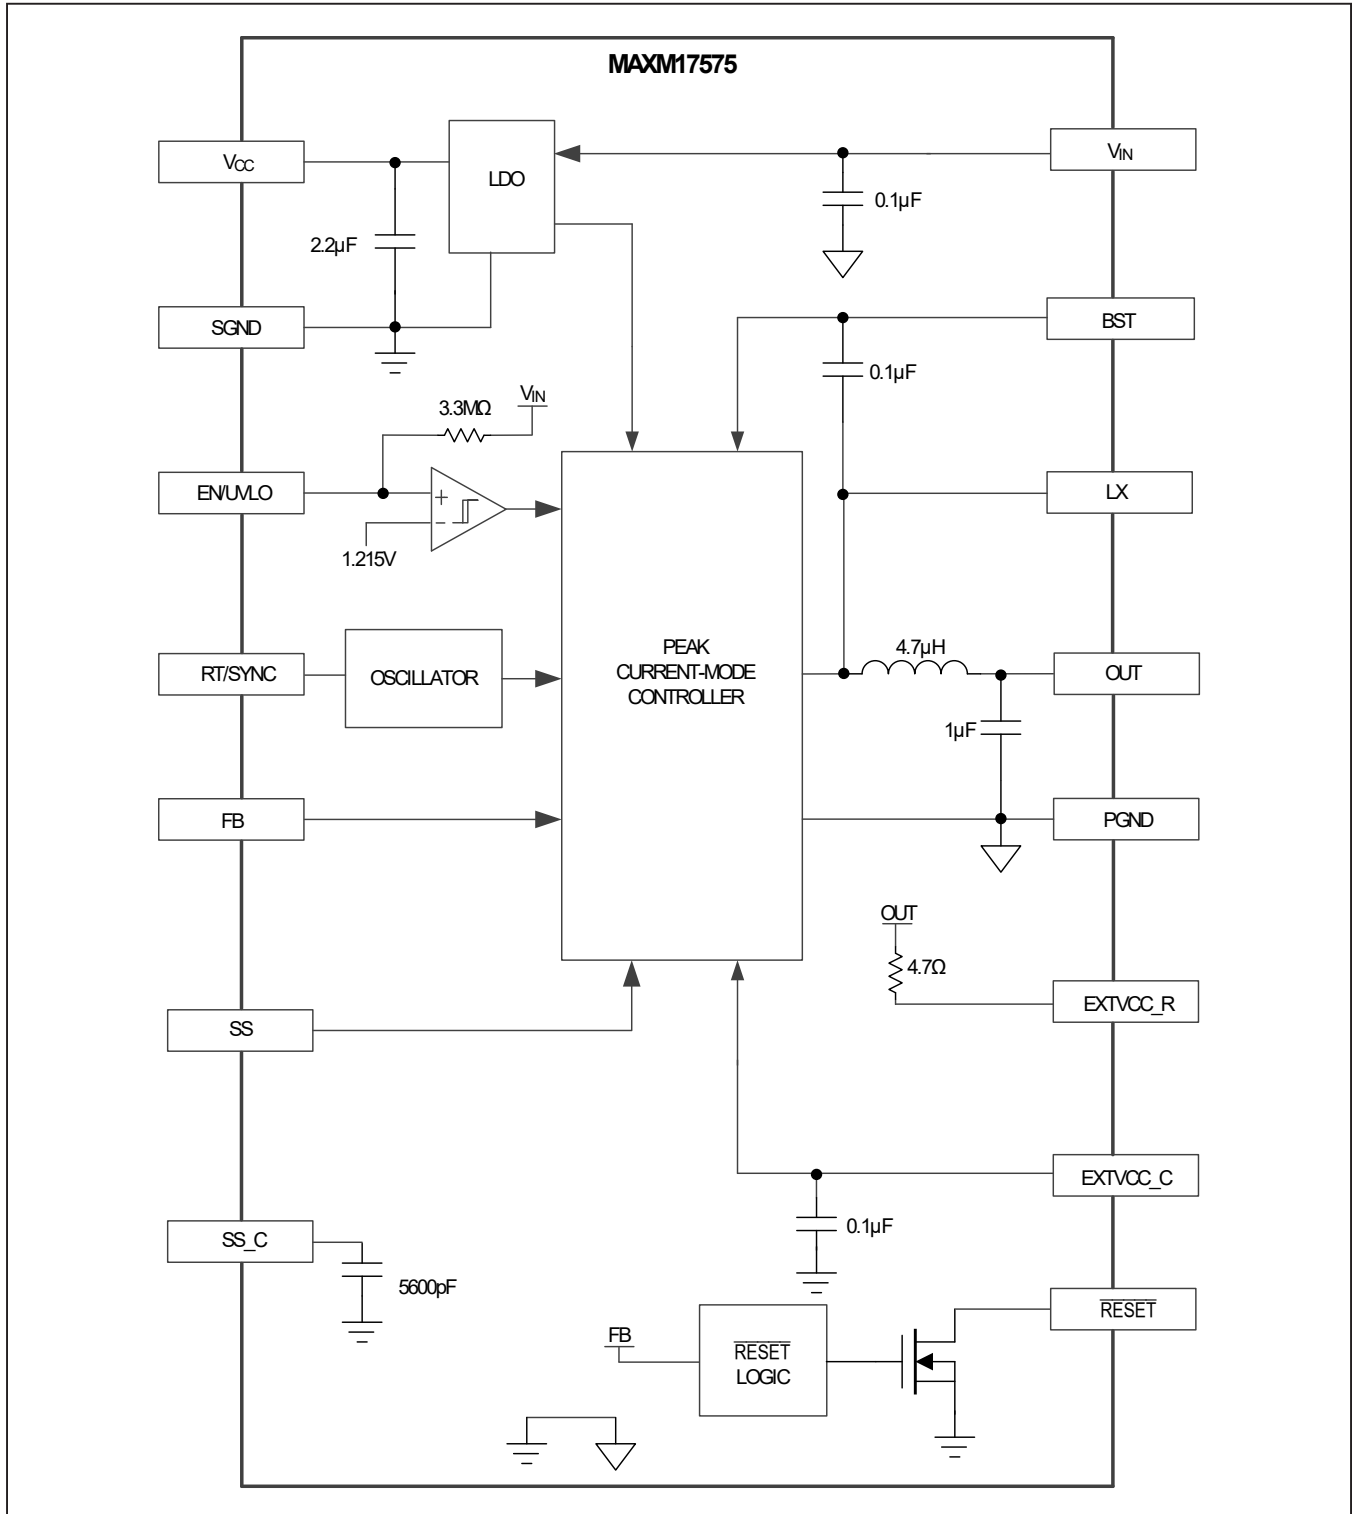 MAXM17575
VCC
LDO
VIN
0.1µF
2.2µF
SGND
BST
0.1µF
VIN
3.3MΩ
EN/UVLO
+
-
1.215V
LX
RT/SYNC
OSCILLATOR
PEAK
CURRENT-MODE
CONTROLLER
4.7µH
OUT
1µF
FB
PGND
OUT
4.7Ω
EXTVCC_R
SS
EXTVCC_C
0.1µF
SS_C
5600pF
RESET
FB
RESET
LOGIC